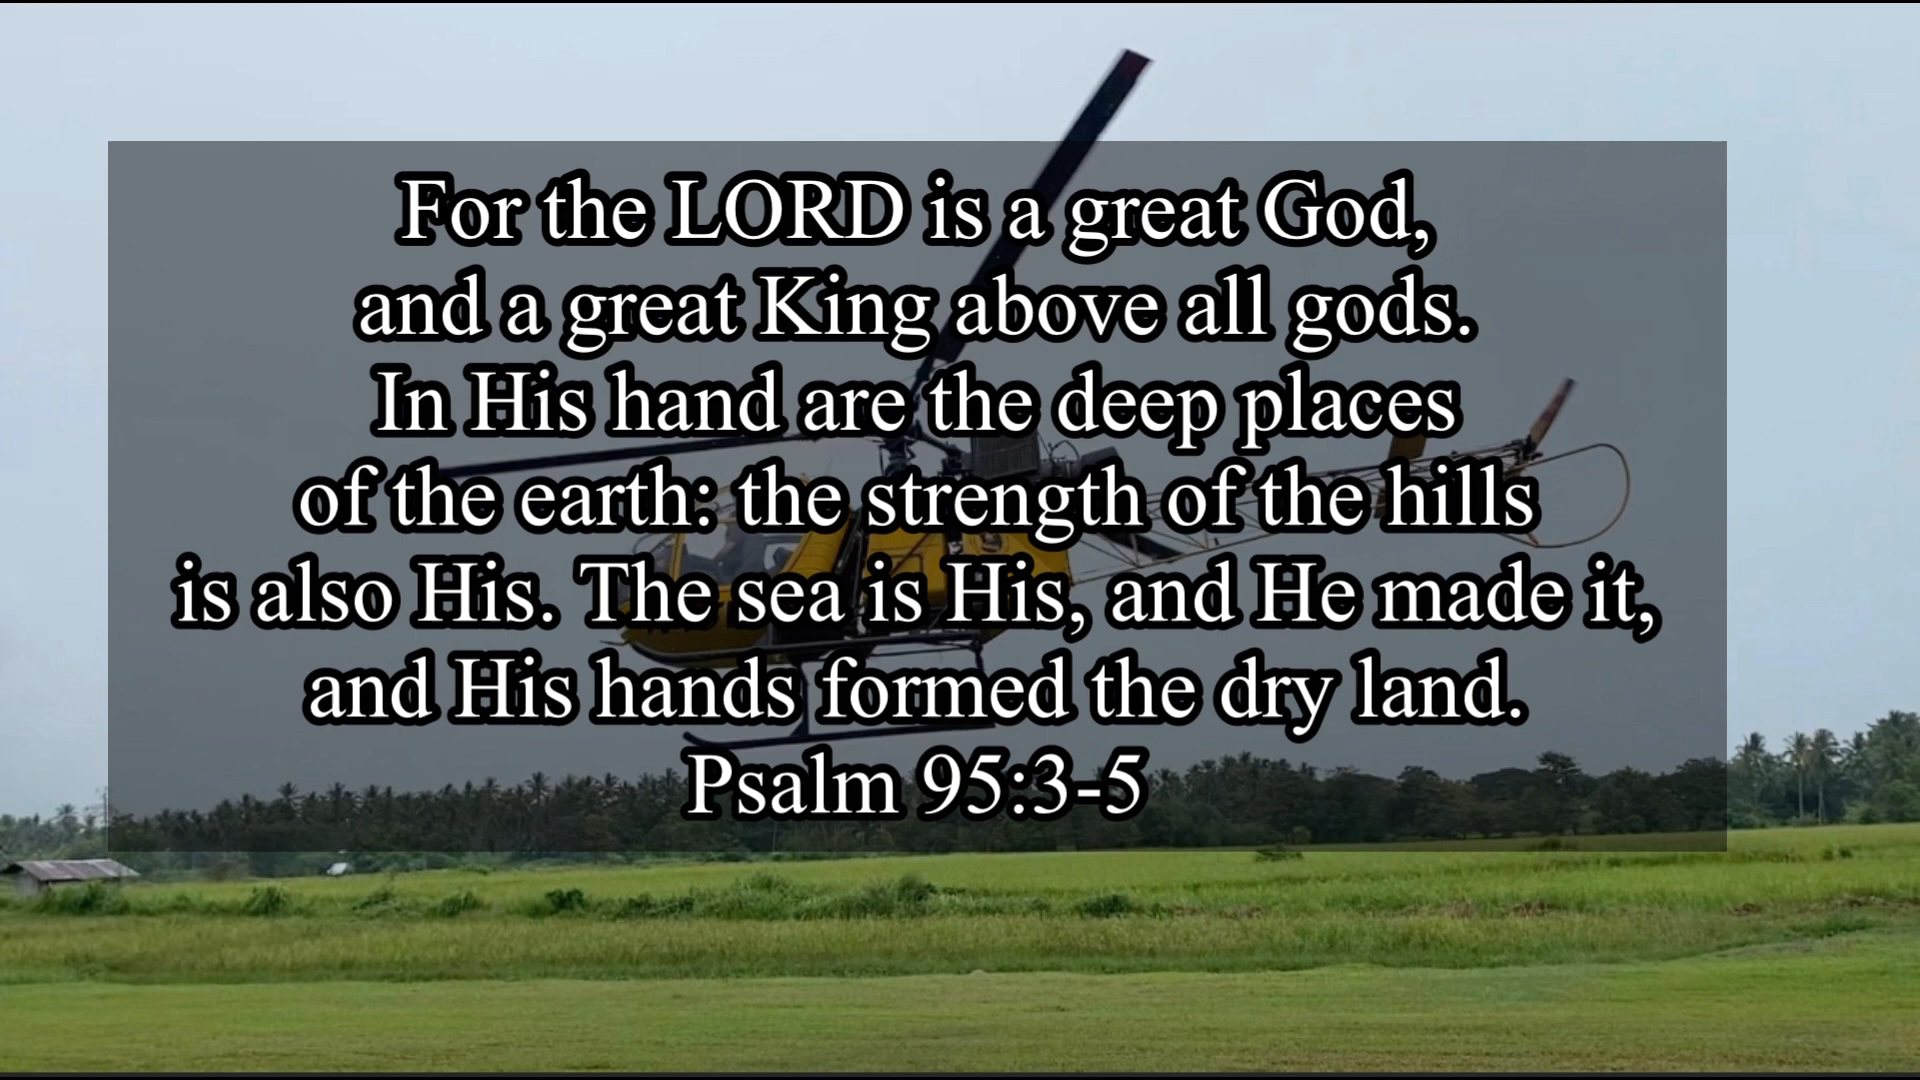 For the LORD is a great God,
and a great King above all gods.
In His hand are the deep places
of the earth: the strength of the hills
is also His. The sea is His, and He made it,
and His hands formed the dry land.
Psalm 95:3-5